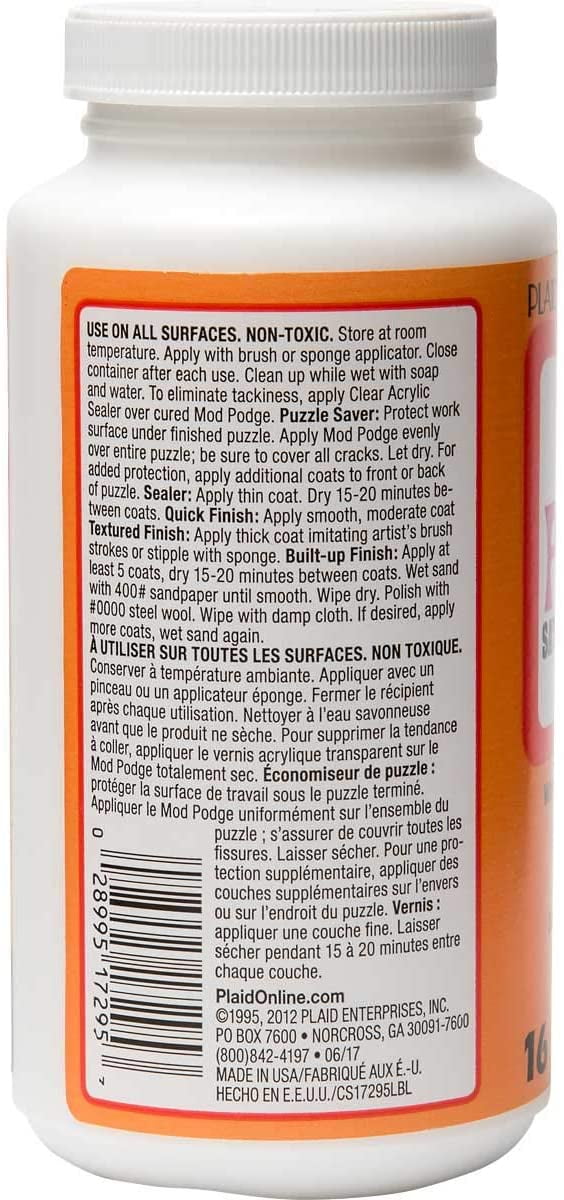 USE ON ALL SURFACES. NON-TOXIC. Store at room
temperature. Apply with brush or sponge applicator. Close
container after each use. Clean up while wet with soap
and water. To eliminate tackiness, apply Clear Acrylic
Sealer over cured Mod Podge. Puzzle Saver: Protect work
surface under finished puzzle. Apply Mod Podge evenly
over entire puzzle; be sure to cover all cracks. Let dry. For
added protection, apply additional coats to front or back
of puzzle. Sealer: Apply thin coat. Dry 15-20 minutes be-
tween coats. Quick Finish: Apply smooth, moderate coat
Textured Finish: Apply thick coat imitating artist's brush
strokes or stipple with sponge. Built-up Finish: Apply at
least 5 coats, dry 15-20 minutes between coats. Wet sand
with 400# sandpaper until smooth. Wipe dry. Polish with
#0000 steel wool. Wipe with damp cloth. If desired, apply
more coats, wet sand again.
À UTILISER SUR TOUTES LES SURFACES. NON TOXIQUE.
Conserver à température ambiante. Appliquer avec un
pinceau ou un applicateur éponge. Fermer le récipient
après chaque utilisation. Nettoyer à l'eau savonneuse
avant que le produit ne sèche. Pour supprimer la tendance
à coller, appliquer le vernis acrylique transparent sur le
Mod Podge totalement sec. Économiseur de puzzle :
protéger la surface de travail sous le puzzle terminé.
Appliquer le Mod Podge uniformément sur l'ensemble du
puzzle ; s'assurer de couvrir toutes les
fissures. Laisser sécher. Pour une pro-
tection supplémentaire, appliquer des
couches supplémentaires sur l'envers
ou sur l'endroit du puzzle. Vernis :
appliquer une couche fine. Laisser
sécher pendant 15 à 20 minutes entre
chaque couche.
PlaidOnline.com
©1995, 2012 PLAID ENTERPRISES, INC.
PO BOX 7600 • NORCROSS, GA 30091-7600
(800)842-4197 • 06/17
MADE IN USA/FABRIQUÉ AUX É.-U.
HECHO EN E.E.U.U./CS17295LBL
0 28995 17295 7
PLA
16